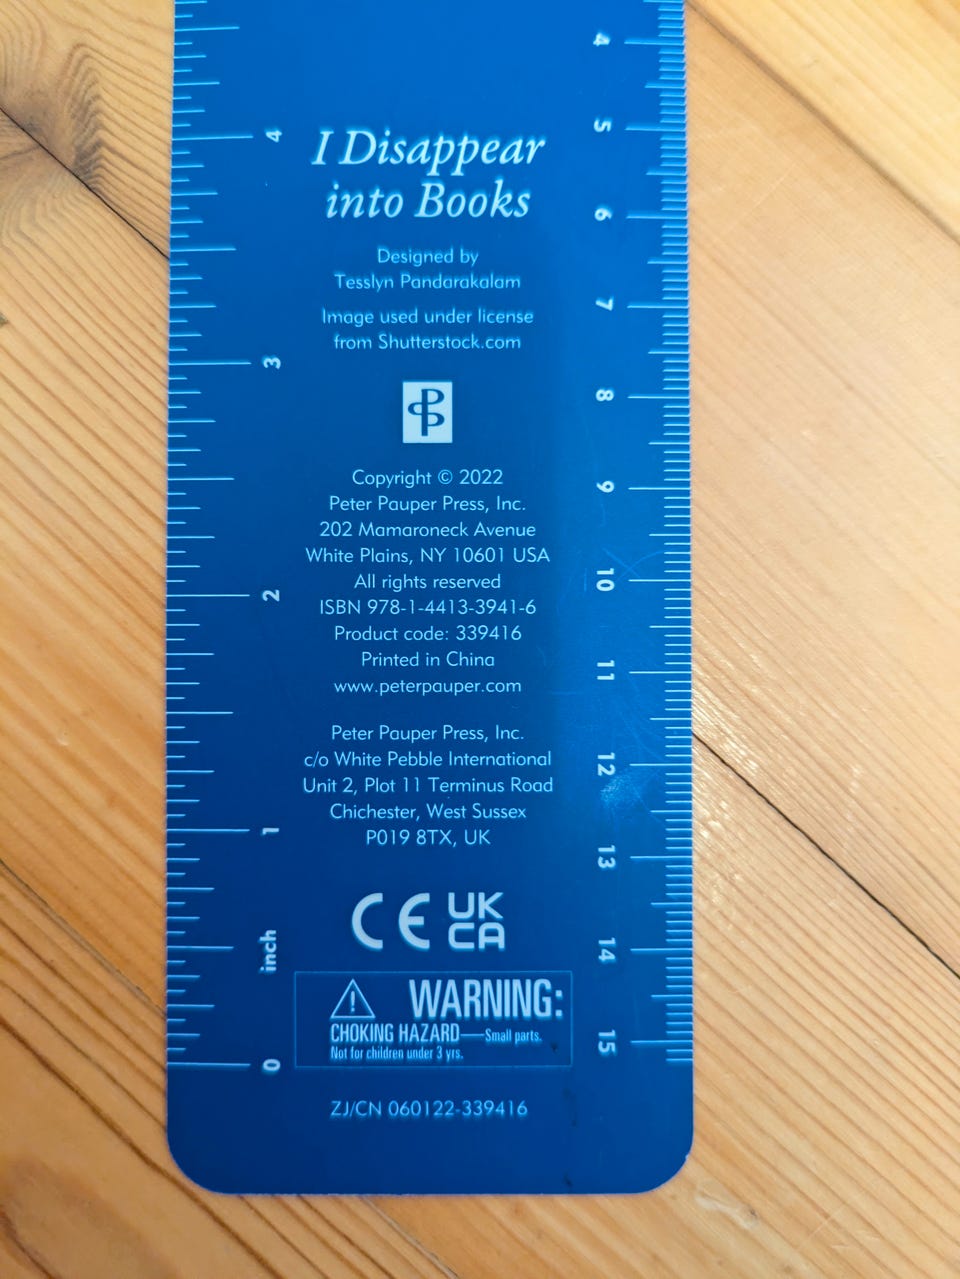 I Disappear
into Books
Designed by
Tesslyn Pandarakalam
Image used under license
from Shutterstock.com
P
Copyright © 2022
Peter Pauper Press, Inc.
202 Mamaroneck Avenue
White Plains, NY 10601 USA
All rights reserved
ISBN 978-1-4413-3941-6
Product code: 339416
Printed in China
www.peterpauper.com
Peter Pauper Press, Inc.
c/o White Pebble International
Unit 2, Plot 11 Terminus Road
Chichester, West Sussex
P019 8TX, UK
CE UK
CA
WARNING:
CHOKING HAZARD—Small parts.
Not for children under 3 yrs.
ZJ/CN 060122-339416
4
3
2
1
inch
0
4
5
6
7
8
9
10
11
12
13
14
15